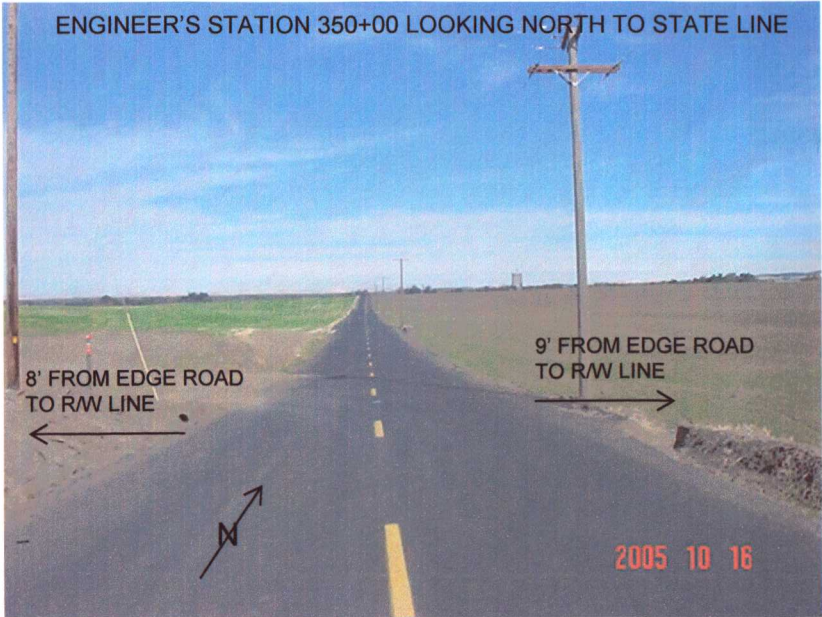 ENGINEER'S STATION 350+00 LOOKING NORTH TO STATE LINE
8' FROM EDGE ROAD
TO R/W LINE
9' FROM EDGE ROAD
TO R/W LINE
N
2005 10 16